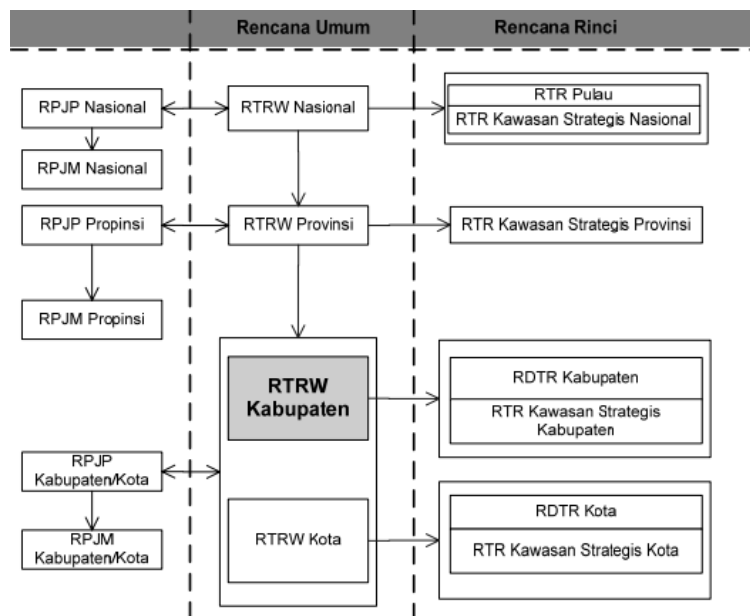 Rencana Umum
Rencana Rinci
RPJP Nasional
RTRW Nasional
RTR Pulau
RTR Kawasan Strategis Nasional
RPJM Nasional
RPJP Propinsi
RTRW Provinsi
RTR Kawasan Strategis Provinsi
RPJM Propinsi
RTRW
Kabupaten
RDTR Kabupaten
RTR Kawasan Strategis
Kabupaten
RPJP
Kabupaten/Kota
RPJM
Kabupaten/Kota
RTRW Kota
RDTR Kota
RTR Kawasan Strategis Kota